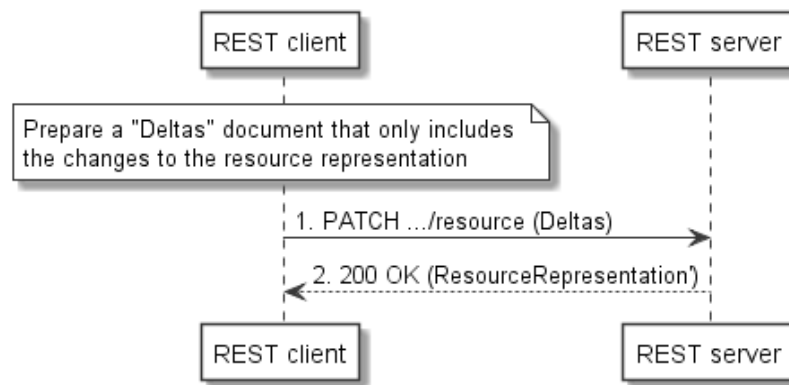 REST client
REST server
Prepare a "Deltas" document that only includes
the changes to the resource representation
1. PATCH .../resource (Deltas)
2. 200 OK (ResourceRepresentation')
REST client
REST server